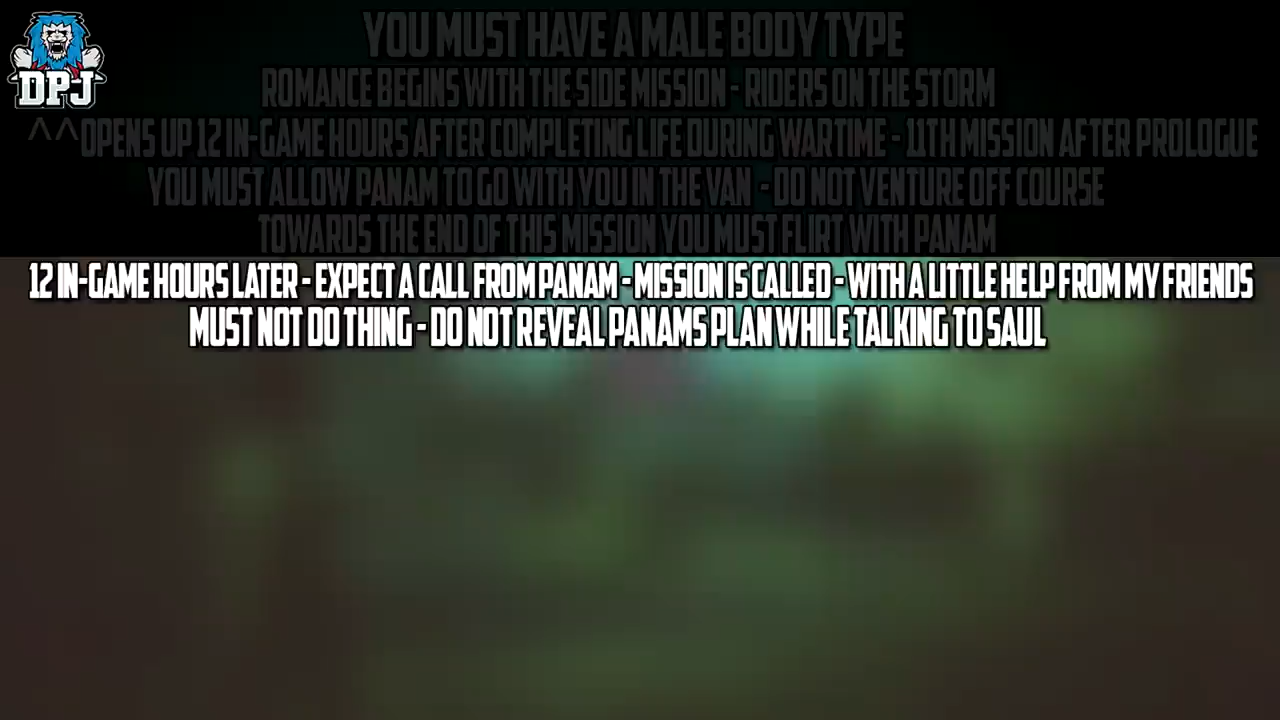 DPJ
YOU MUST HAVE A MALE BODY TYPE
ROMANCE BEGINS WITH THE SIDE MISSION - RIDERS ON THE STORM
^^OPENS UP 12 IN-GAME HOURS AFTER COMPLETING LIFE DURING WARTIME - 11TH MISSION AFTER PROLOGUE
YOU MUST ALLOW PANAM TO GO WITH YOU IN THE VAN - DO NOT VENTURE OFF COURSE
TOWARDS THE END OF THIS MISSION YOU MUST FLIRT WITH PANAM
12 IN-GAME HOURS LATER - EXPECT A CALL FROM PANAM - MISSION IS CALLED - WITH A LITTLE HELP FROM MY FRIENDS
MUST NOT DO THING - DO NOT REVEAL PANAMS PLAN WHILE TALKING TO SAUL